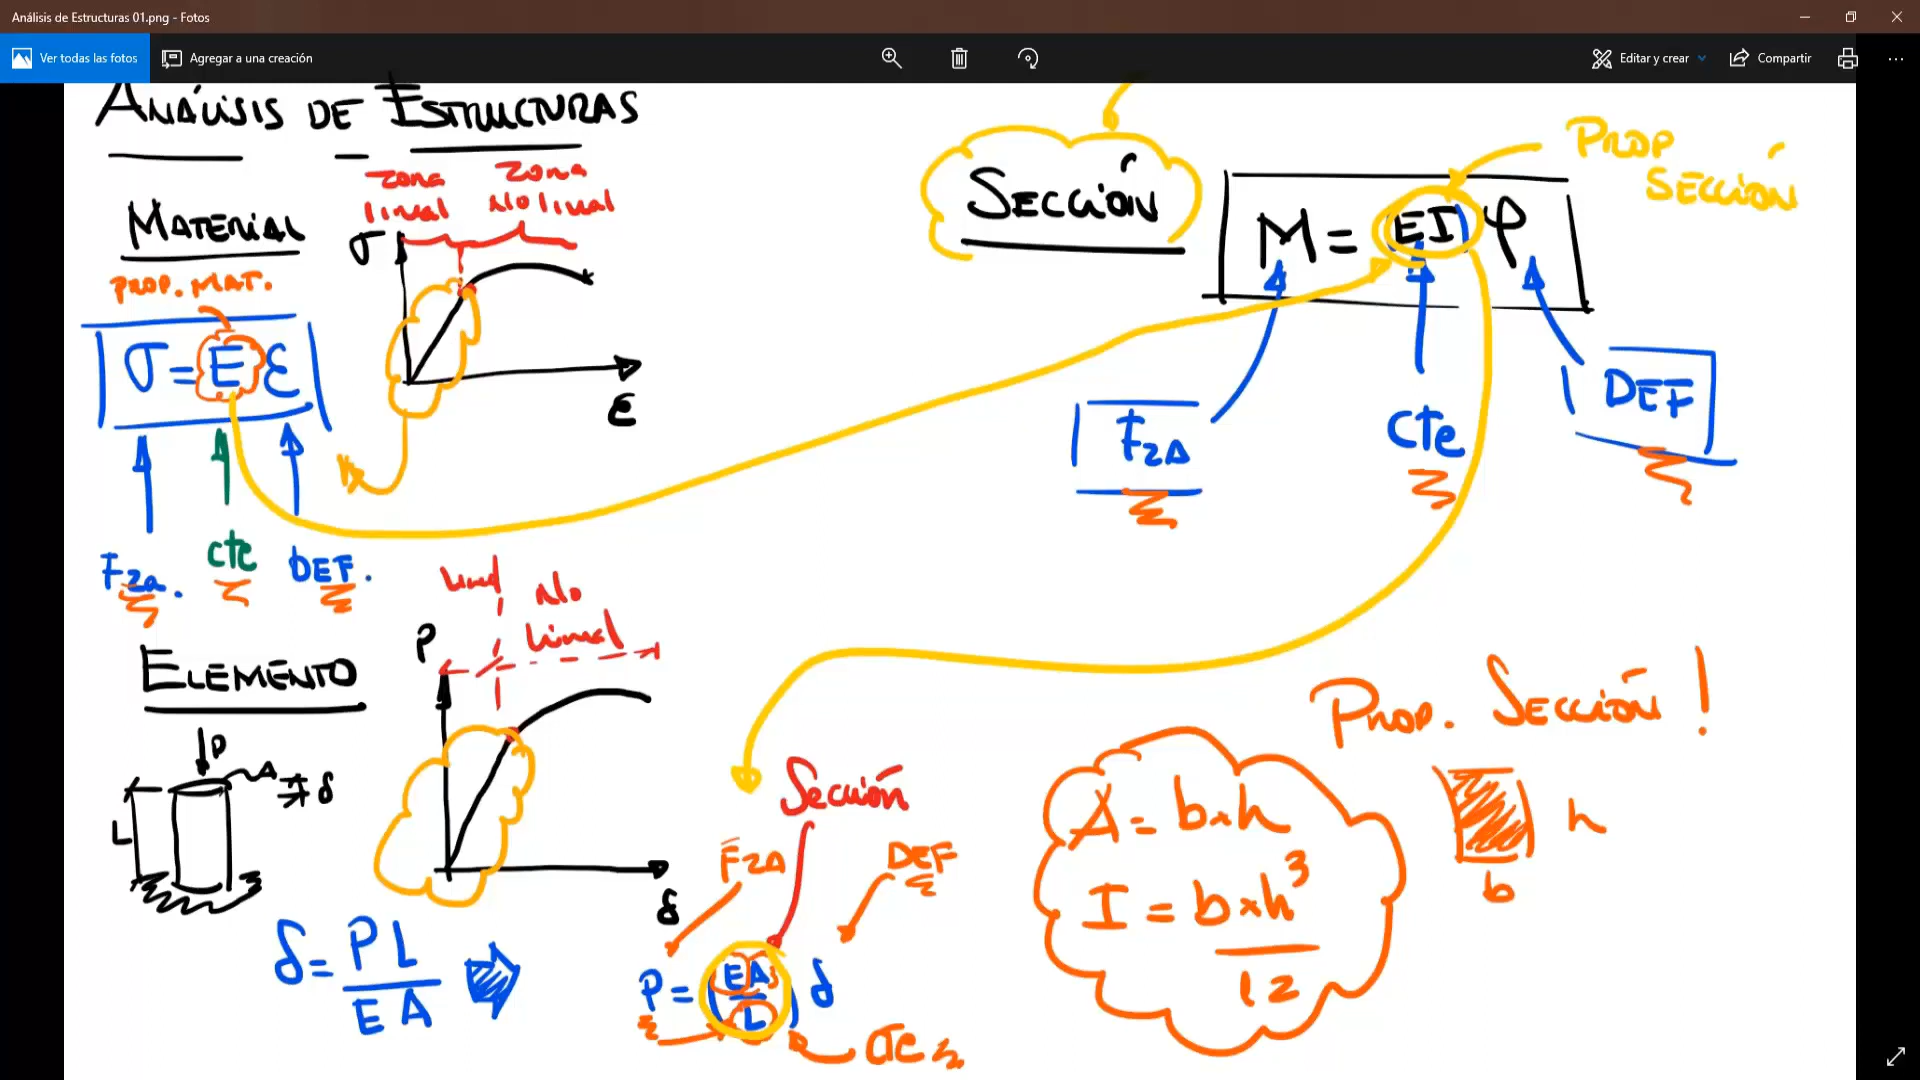 Análisis de Estructuras 01.png - Fotos
Ver todas las fotos
Agregar a una creación
Editar y crear
Compartir
ANÁLISIS DE ESTRUCTURAS
MATERIAL
PROP. MAT.
σ = E ε
Fza.
cte
DEF.
zona lineal
zona No lineal
σ
ε
SECCIÓN
M = EI φ
PROP SECCIÓN
FzA
cte
DEF
ELEMENTO
P
A
δ
L
P
lineal
No lineal
δ
δ = PL / EA
P = (EA / L) δ
FzA
Sección
DEF
CTE
PROP. SECCIÓN!
A = b×h
I = b×h³ / 12
h
b